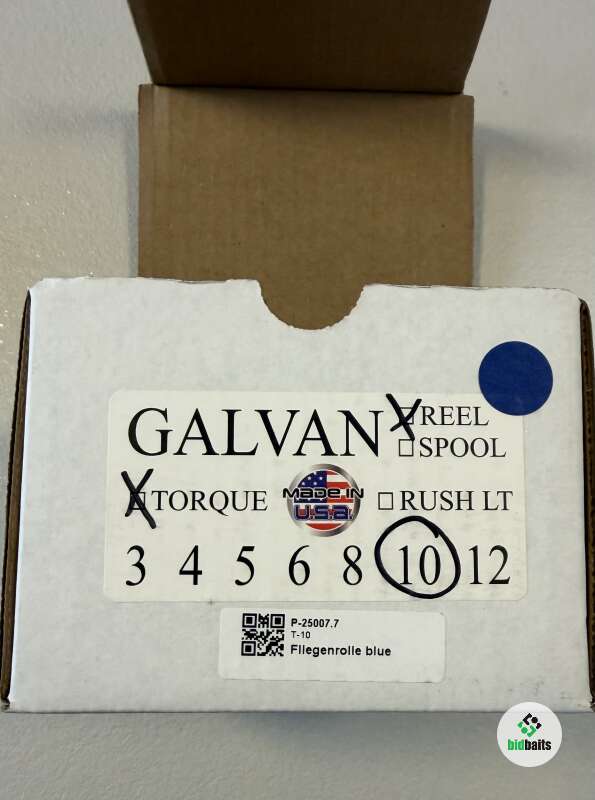 GALVAN
REEL
SPOOL
TORQUE
MADE IN
U.S.A.
RUSH LT
3 4 5 6 8 10 12
P-25007.7
T-10
Fliegenrolle blue
bidbaits